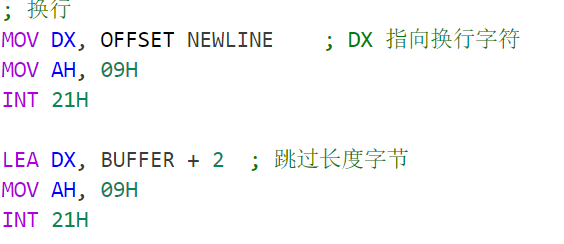 ; 换行
MOV DX, OFFSET NEWLINE    ; DX 指向换行字符
MOV AH, 09H
INT 21H

LEA DX, BUFFER + 2  ; 跳过长度字节
MOV AH, 09H
INT 21H